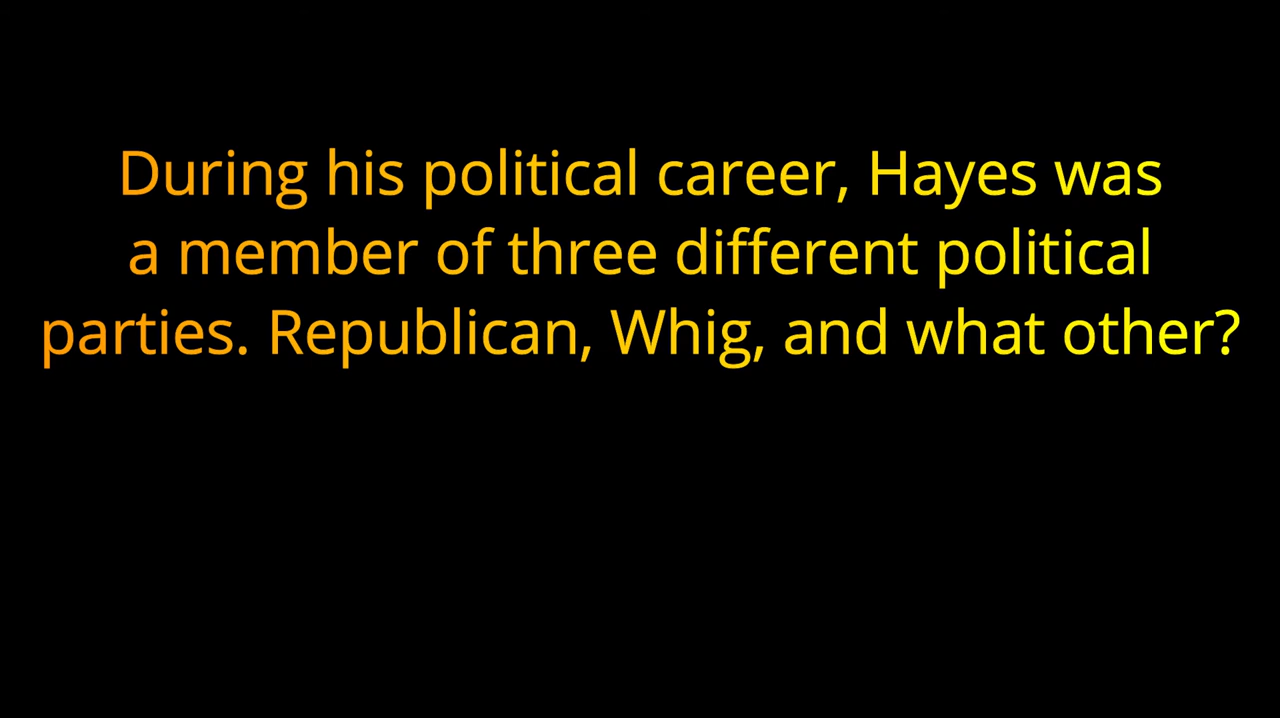 During his political career, Hayes was
a member of three different political
parties. Republican, Whig, and what other?